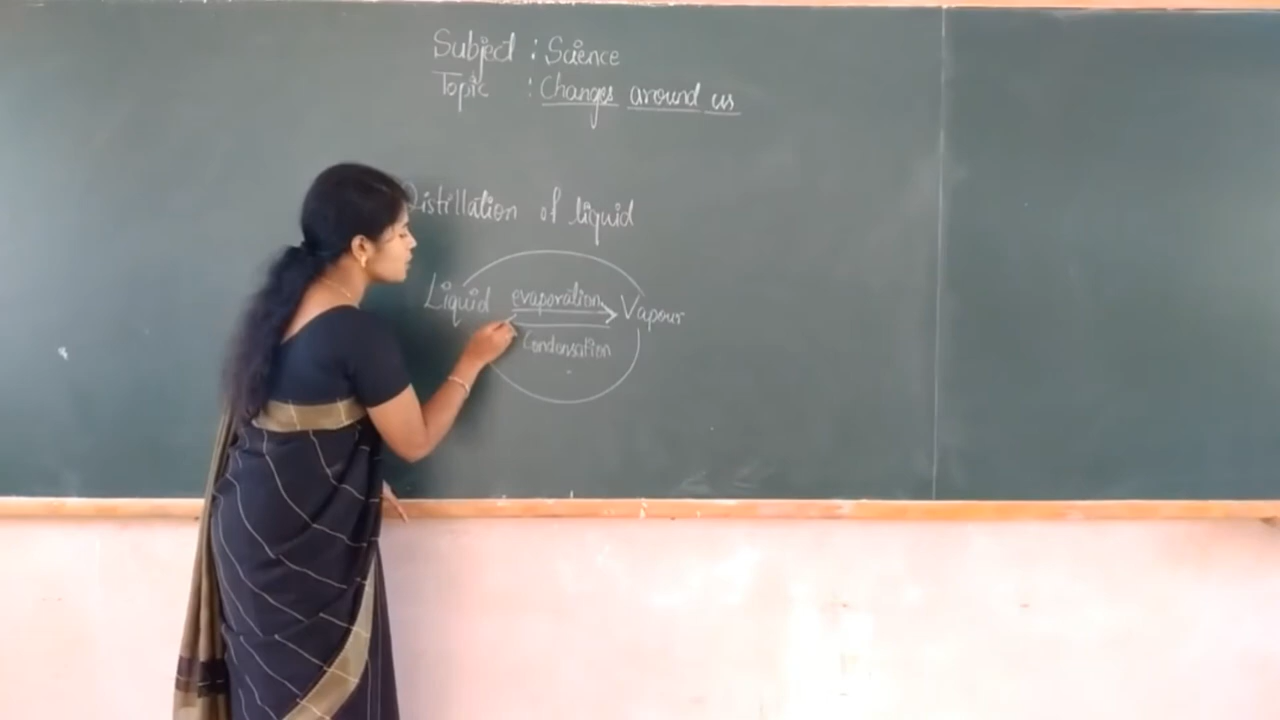 Subject : Science
Topic : Changes around us
Distillation of liquid
Liquid evaporation Vapour
Condensation